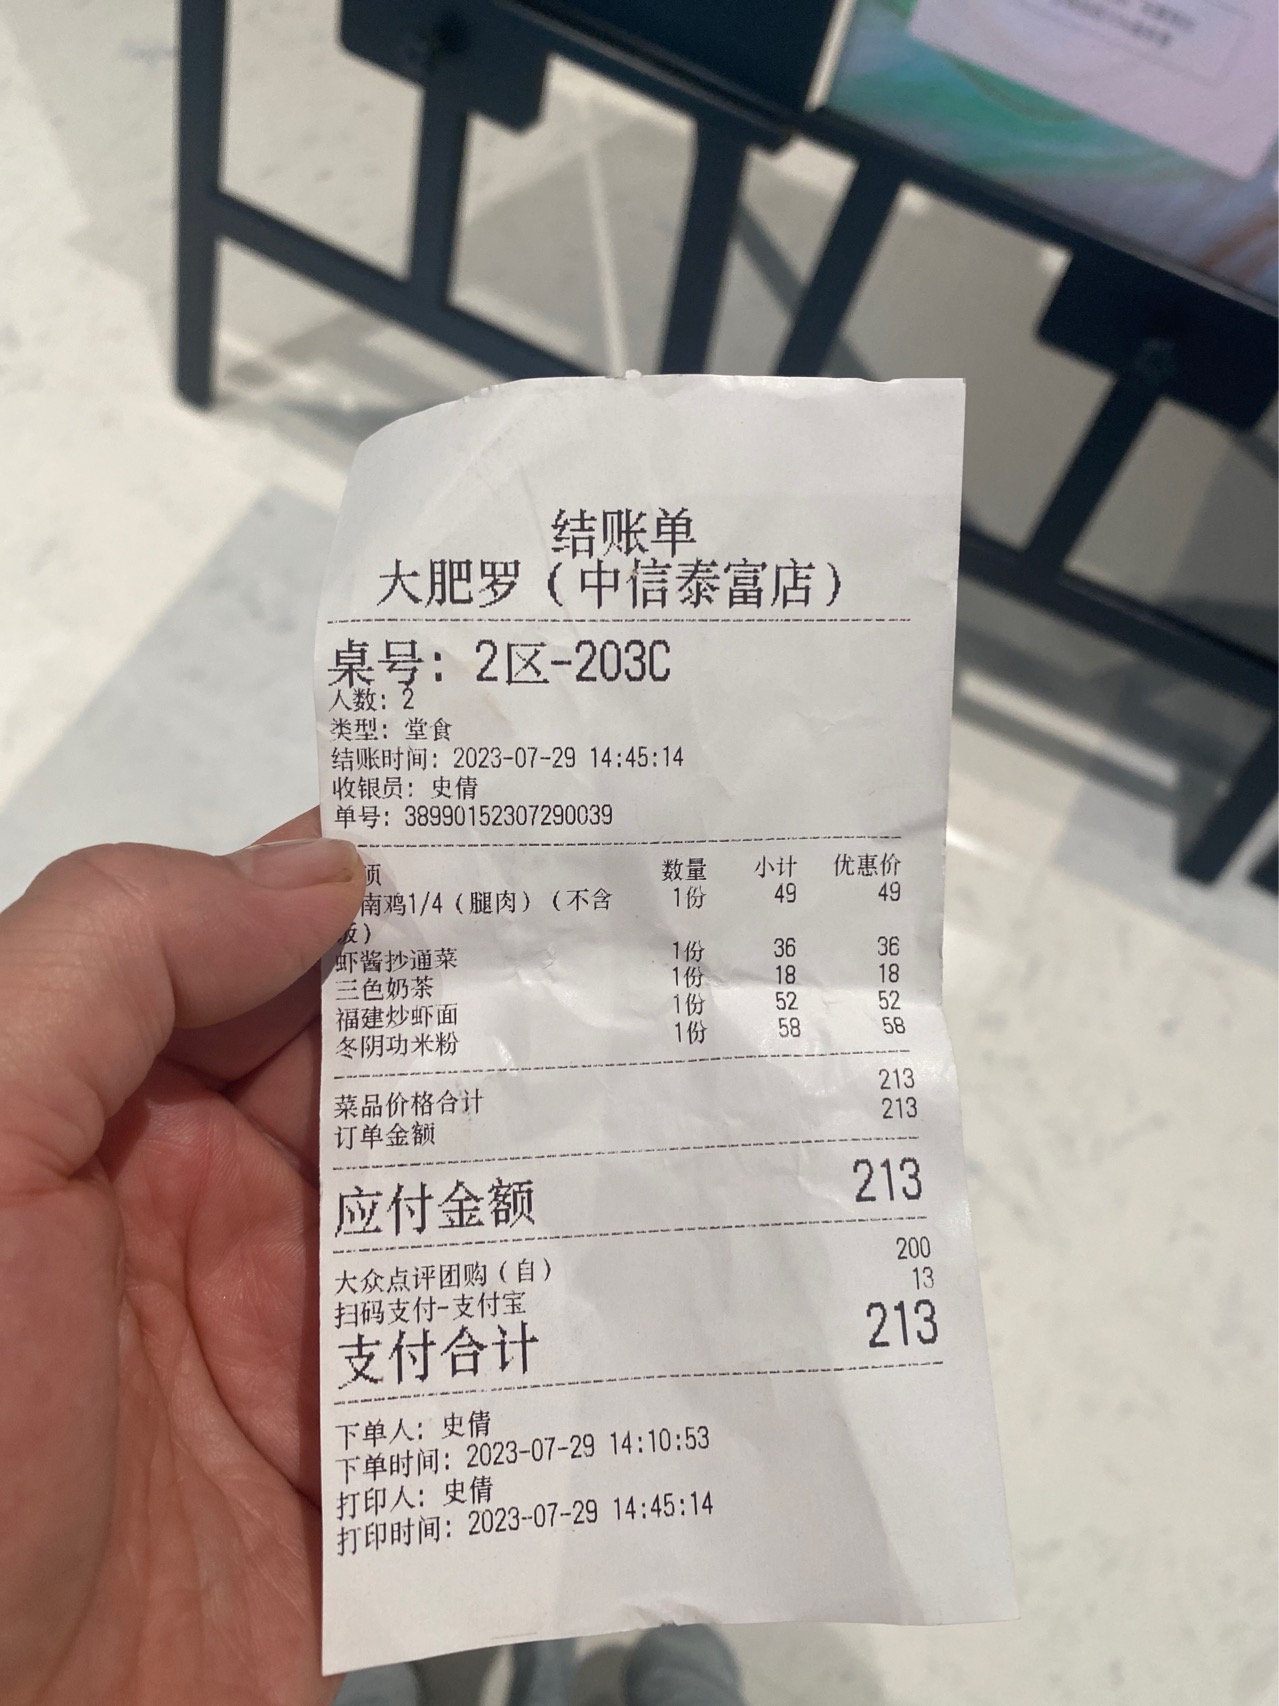 结账单
大肥罗（中信泰富店）
桌号: 2区-203C
人数: 2
类型: 堂食
结账时间: 2023-07-29 14:45:14
收银员: 史倩
单号: 38990152307290039
项 数量 小计 优惠价
南鸡1/4（腿肉）（不含 1份 49 49
饭）
虾酱抄通菜 1份 36 36
三色奶茶 1份 18 18
福建炒虾面 1份 52 52
冬阴功米粉 1份 58 58
菜品价格合计 213
订单金额 213
应付金额 213
大众点评团购（自） 200
扫码支付-支付宝 13
支付合计 213
下单人: 史倩
下单时间: 2023-07-29 14:10:53
打印人: 史倩
打印时间: 2023-07-29 14:45:14